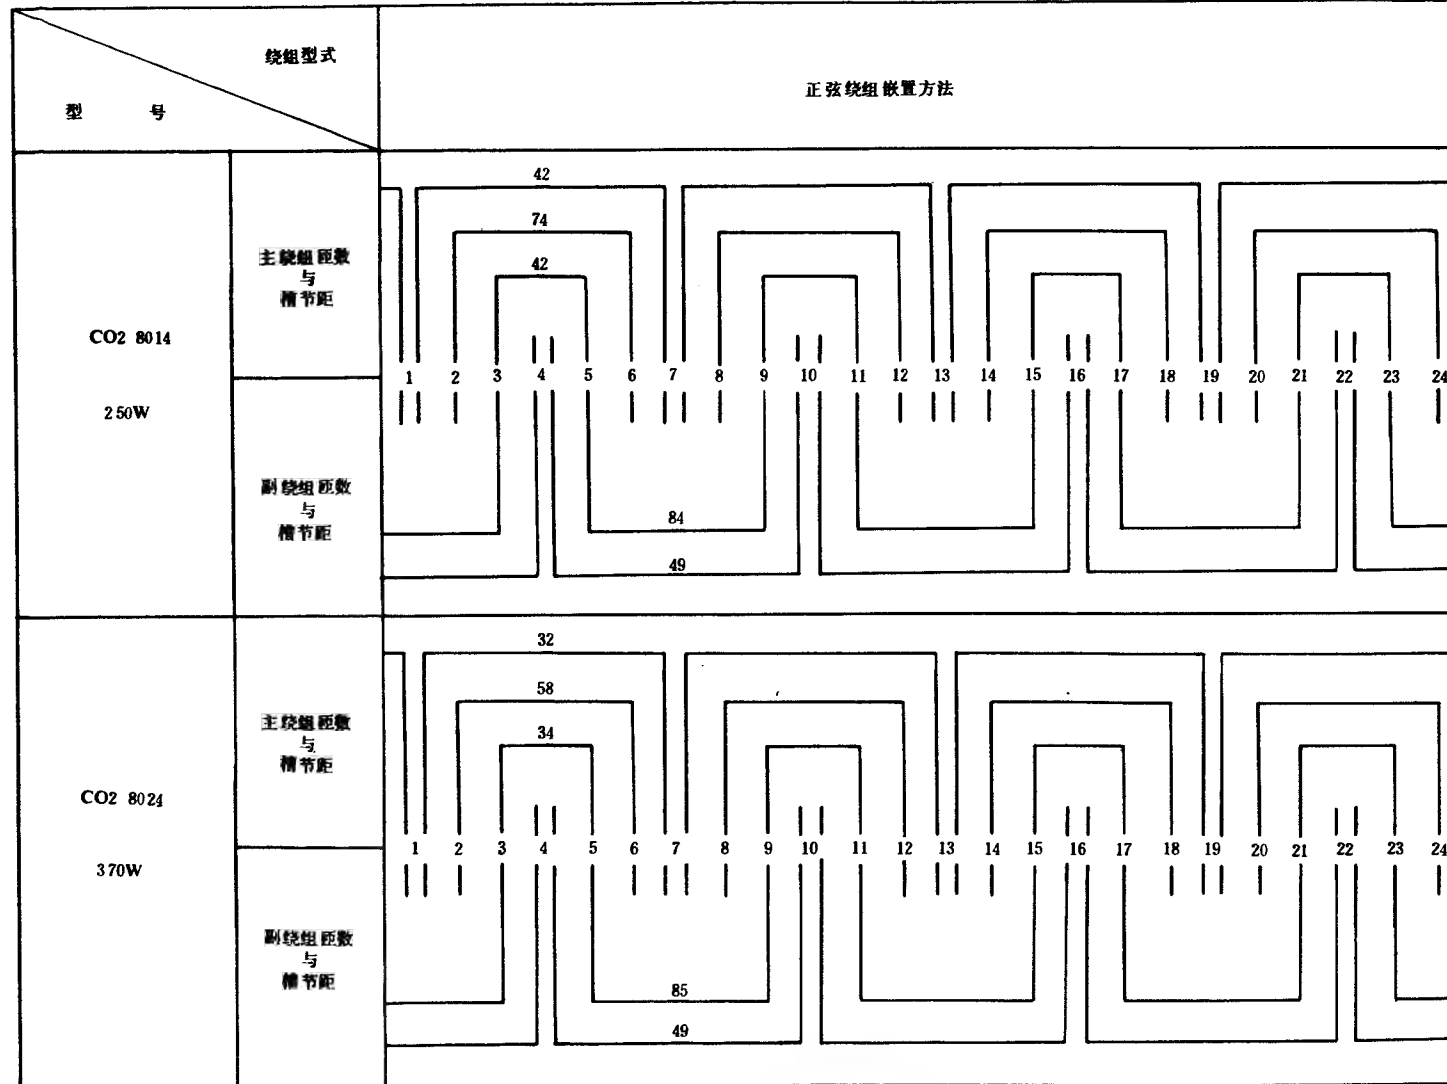 绕组型式
型 号
正弦绕组嵌置方法
42
74
主绕组匝数
与
槽节距
42
CO2 8014
250W
1 2 3 4 5 6 7 8 9 10 11 12 13 14 15 16 17 18 19 20 21 22 23 24
副绕组匝数
与
槽节距
84
49
32
58
主绕组匝数
与
槽节距
34
CO2 8024
370W
1 2 3 4 5 6 7 8 9 10 11 12 13 14 15 16 17 18 19 20 21 22 23 24
副绕组匝数
与
槽节距
85
49